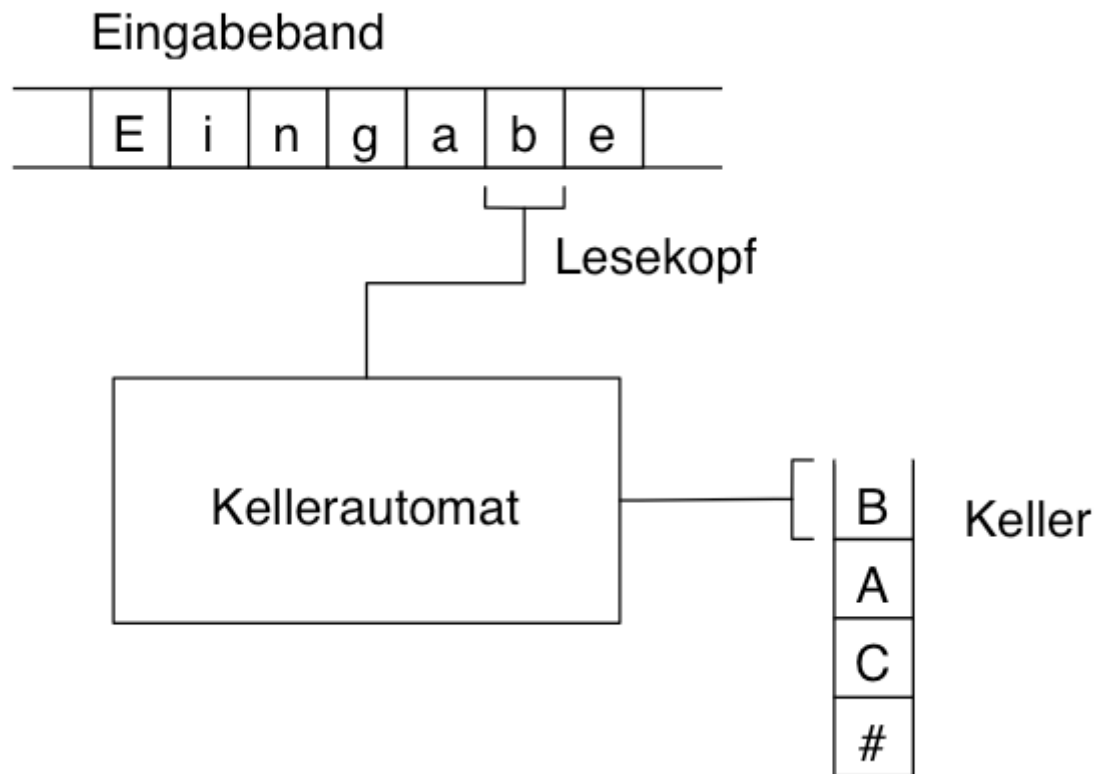 Eingabeband
E i n g a b e
Lesekopf
Kellerautomat
B
Keller
A
C
#